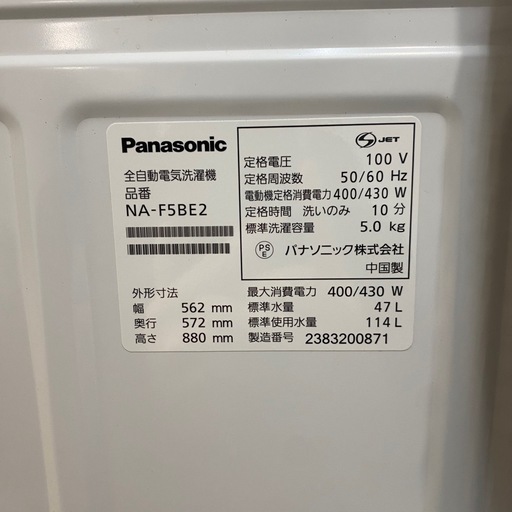 Panasonic
全自動電気洗濯機
品番
NA-F5BE2
外形寸法
幅 562 mm
奥行 572 mm
高さ 880 mm
S JET
定格電圧 100 V
定格周波数 50/60 Hz
電動機定格消費電力 400/430 W
定格時間 洗いのみ 10 分
標準洗濯容量 5.0 kg
PS E パナソニック株式会社
中国製
最大消費電力 400/430 W
標準水量 47 L
標準使用水量 114 L
製造番号 2383200871